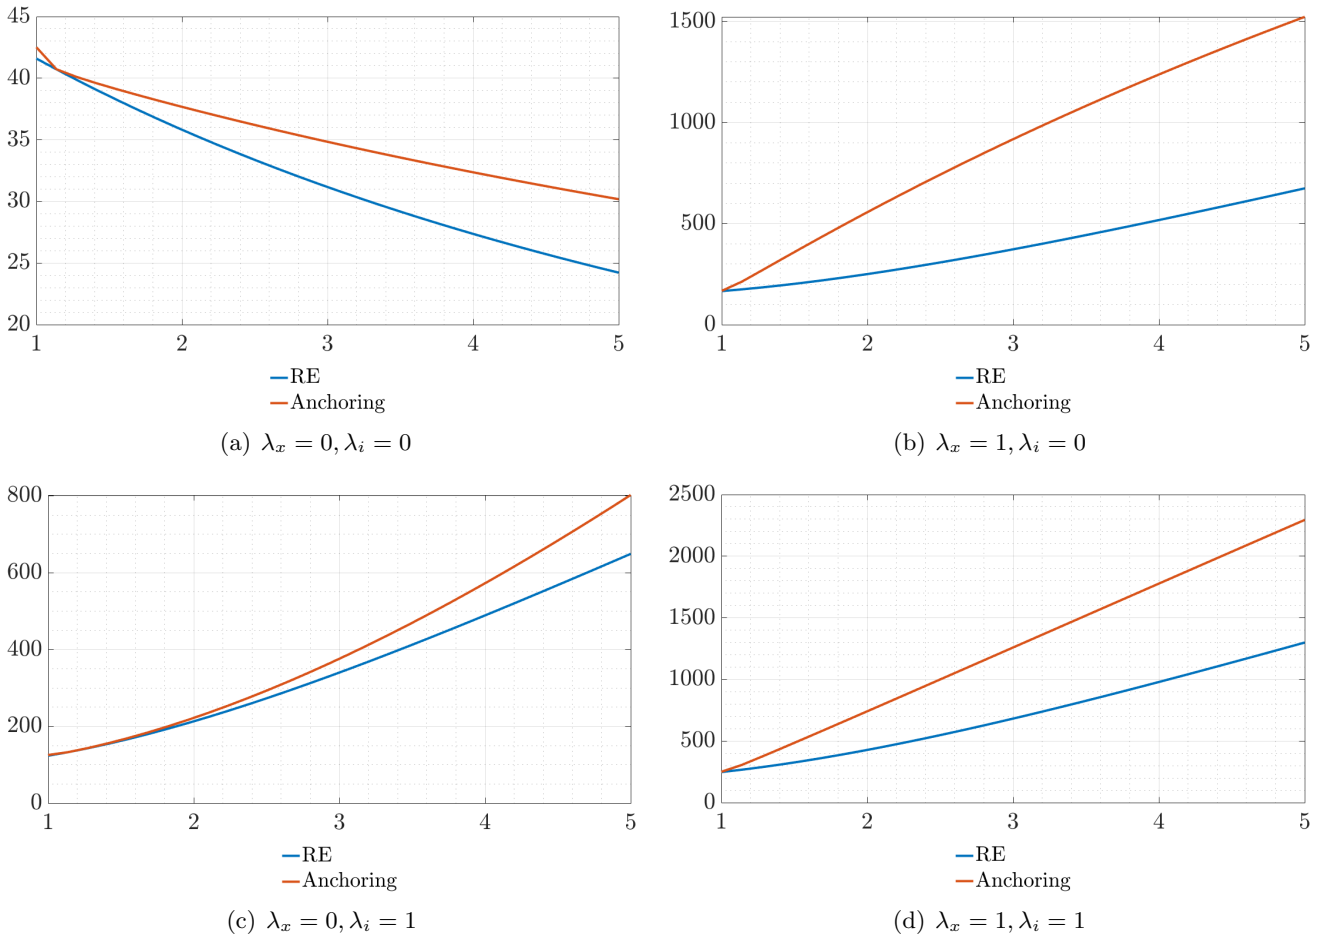 45
40
35
30
25
20
1 2 3 4 5
RE
Anchoring
(a) λx = 0, λi = 0
1500
1000
500
0
1 2 3 4 5
RE
Anchoring
(b) λx = 1, λi = 0
800
600
400
200
0
1 2 3 4 5
RE
Anchoring
(c) λx = 0, λi = 1
2500
2000
1500
1000
500
0
1 2 3 4 5
RE
Anchoring
(d) λx = 1, λi = 1